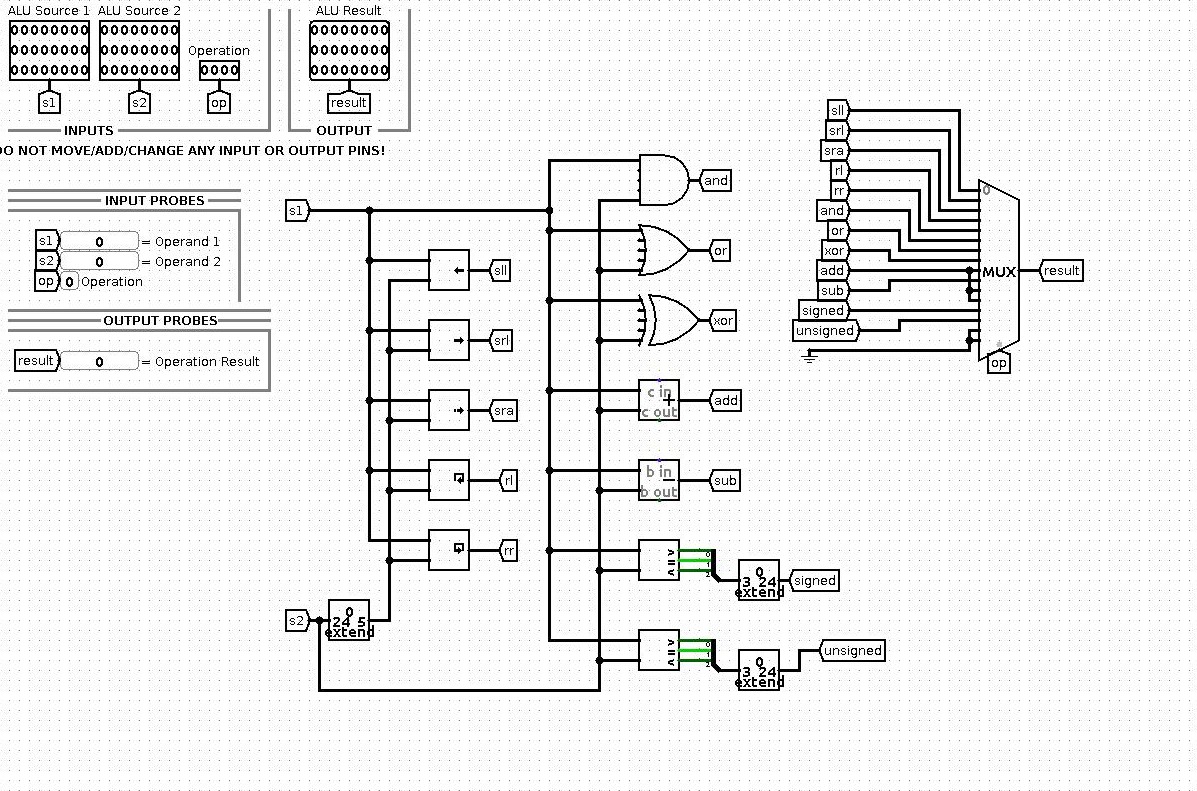 ALU Source 1 ALU Source 2
ALU Result
00000000 00000000
00000000 00000000
00000000 00000000
Operation
0000
00000000
00000000
00000000
s1 s2 op
result
INPUTS
OUTPUT
DO NOT MOVE/ADD/CHANGE ANY INPUT OR OUTPUT PINS!
INPUT PROBES
s1 0 = Operand 1
s2 0 = Operand 2
op 0 Operation
OUTPUT PROBES
result 0 = Operation Result
s1
sll
srl
sra
rl
rr
s2
0
24 5
extend
and
or
xor
c in
+
c out
add
b in
−
b out
sub
0
1
2
0
3 24
extend
signed
0
1
2
0
3 24
extend
unsigned
sll
srl
sra
rl
rr
and
or
xor
add
sub
signed
unsigned
0
MUX
result
op